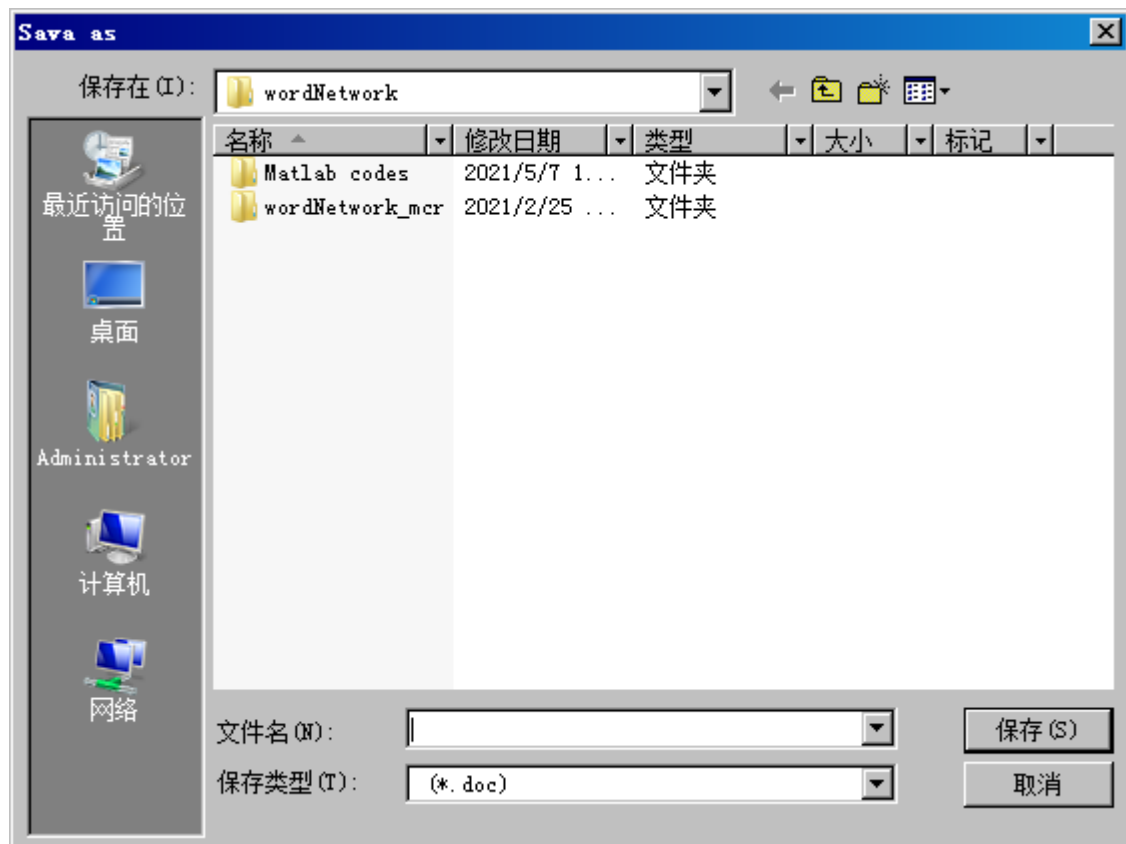 Sava as
保存在(I):
wordNetwork
名称 修改日期 类型 大小 标记
Matlab codes 2021/5/7 1... 文件夹
wordNetwork_mcr 2021/2/25 ... 文件夹
最近访问的位
置
桌面
Administrator
计算机
网络
文件名(N):
保存(S)
保存类型(T): (*.doc)
取消